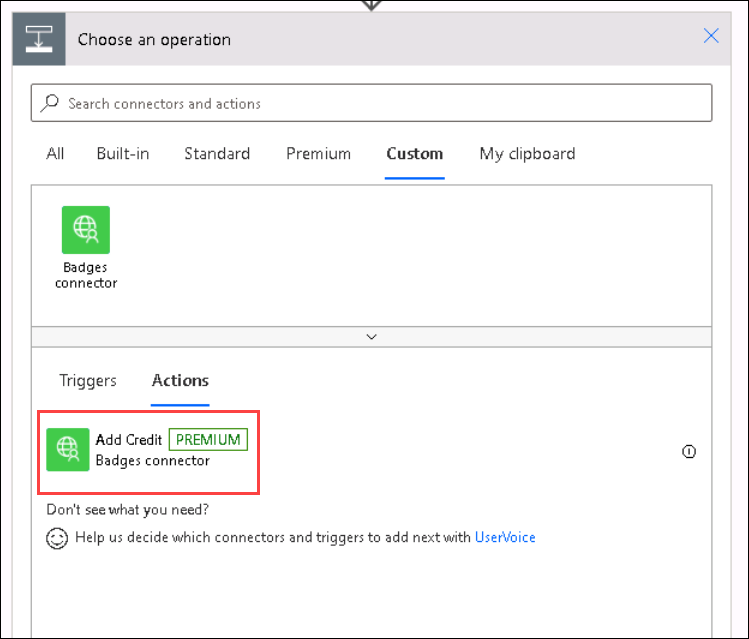 Choose an operation
Search connectors and actions
All Built-in Standard Premium Custom My clipboard
Badges
connector
Triggers Actions
Add Credit PREMIUM
Badges connector
Don't see what you need?
Help us decide which connectors and triggers to add next with UserVoice